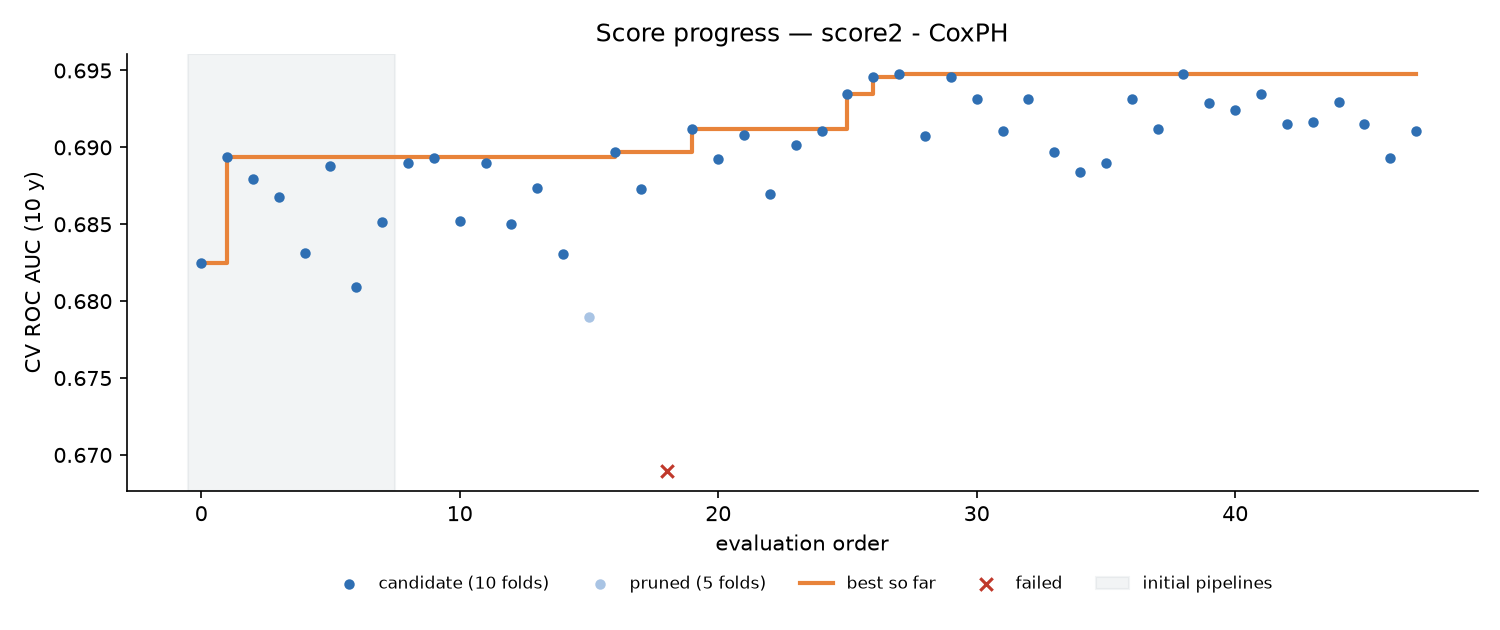 Score progress — score2 - CoxPH
CV ROC AUC (10 y)
0.695
0.690
0.685
0.680
0.675
0.670
0 10 20 30 40
evaluation order
candidate (10 folds) pruned (5 folds) best so far failed initial pipelines